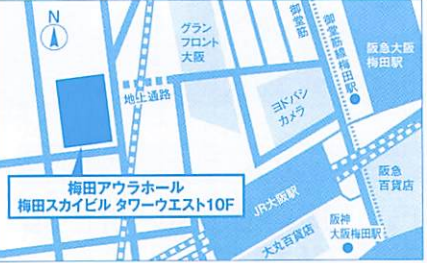 N
グラン
フロント
大阪
御堂筋
御堂筋線梅田駅
阪急大阪
梅田駅
地上通路
ヨドバシ
カメラ
梅田アウラホール
梅田スカイビル タワーウエスト10F
JR大阪駅
阪急
百貨店
阪神
大阪梅田駅
大丸百貨店